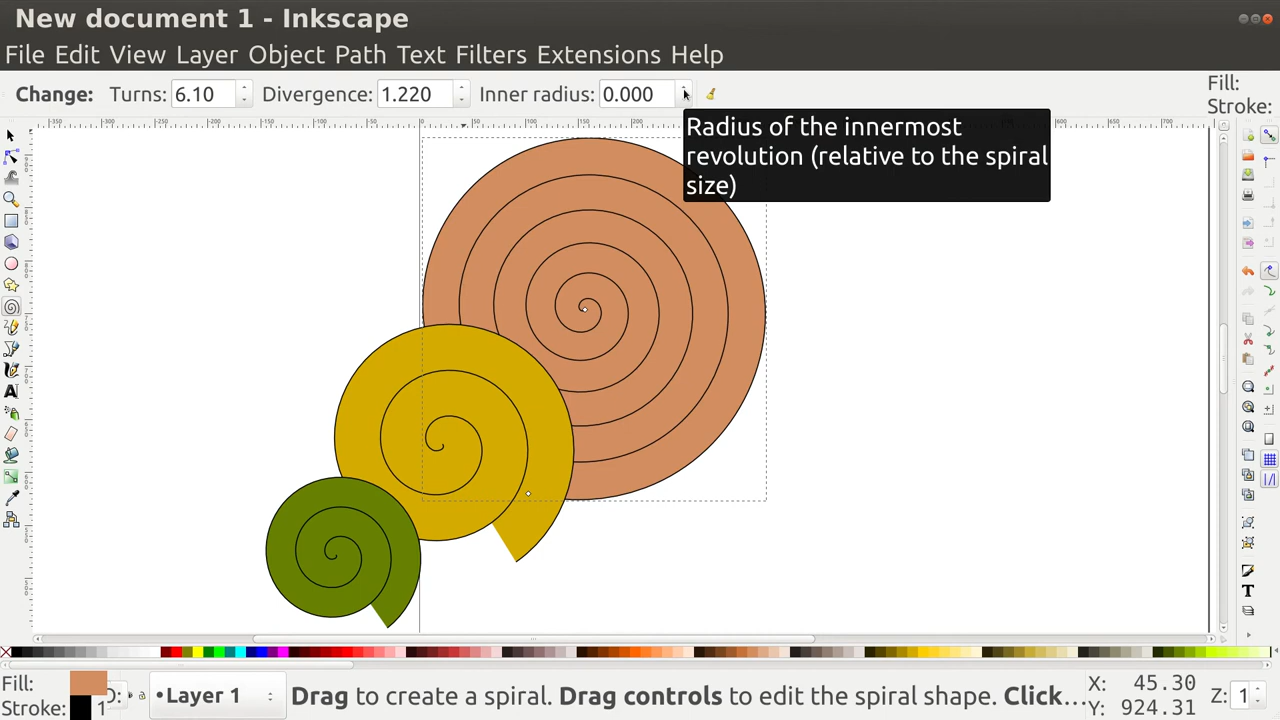 New document 1 - Inkscape
File Edit View Layer Object Path Text Filters Extensions Help
Change: Turns: 6.10 Divergence: 1.220 Inner radius: 0.000
Fill:
Stroke:
Radius of the innermost
revolution (relative to the spiral
size)
Fill:
Stroke: 1
O:
•Layer 1
Drag to create a spiral. Drag controls to edit the spiral shape. Click...
X: 45.30
Y: 924.31
Z: 1